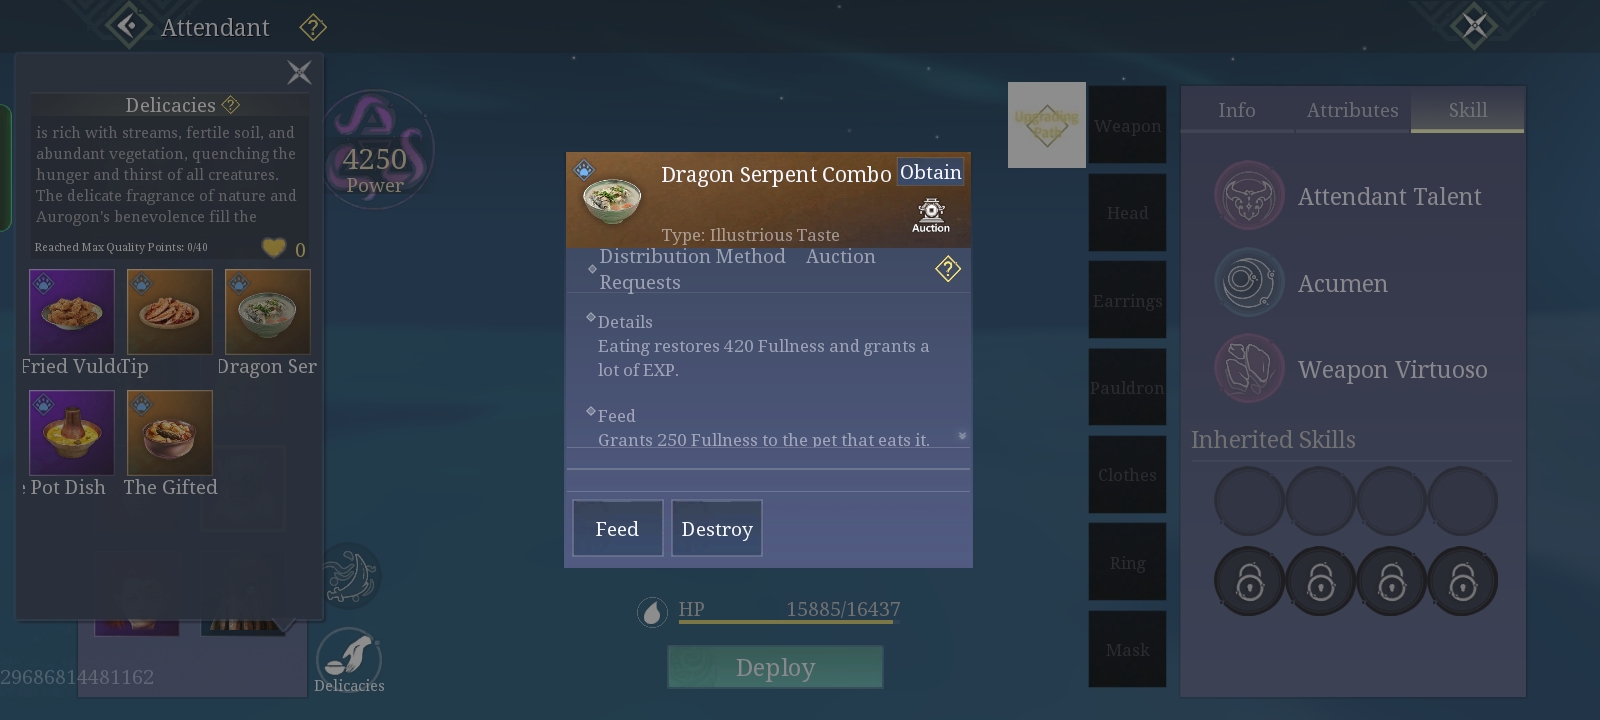 Attendant
Delicacies
is rich with streams, fertile soil, and
abundant vegetation, quenching the
hunger and thirst of all creatures.
The delicate fragrance of nature and
Aurogon's benevolence fill the
Reached Max Quality Points: 0/40
0
Fried Vuld
Tip
Dragon Ser
e Pot Dish
The Gifted
4250
Power
Dragon Serpent Combo
Obtain
Auction
Type: Illustrious Taste
Distribution Method Auction
Requests
Details
Eating restores 420 Fullness and grants a
lot of EXP.
Feed
Grants 250 Fullness to the pet that eats it.
Feed
Destroy
HP 15885/16437
Deploy
Delicacies
29686814481162
Upgrading
Path
Weapon
Head
Earrings
Pauldron
Clothes
Ring
Mask
Info
Attributes
Skill
Attendant Talent
Acumen
Weapon Virtuoso
Inherited Skills